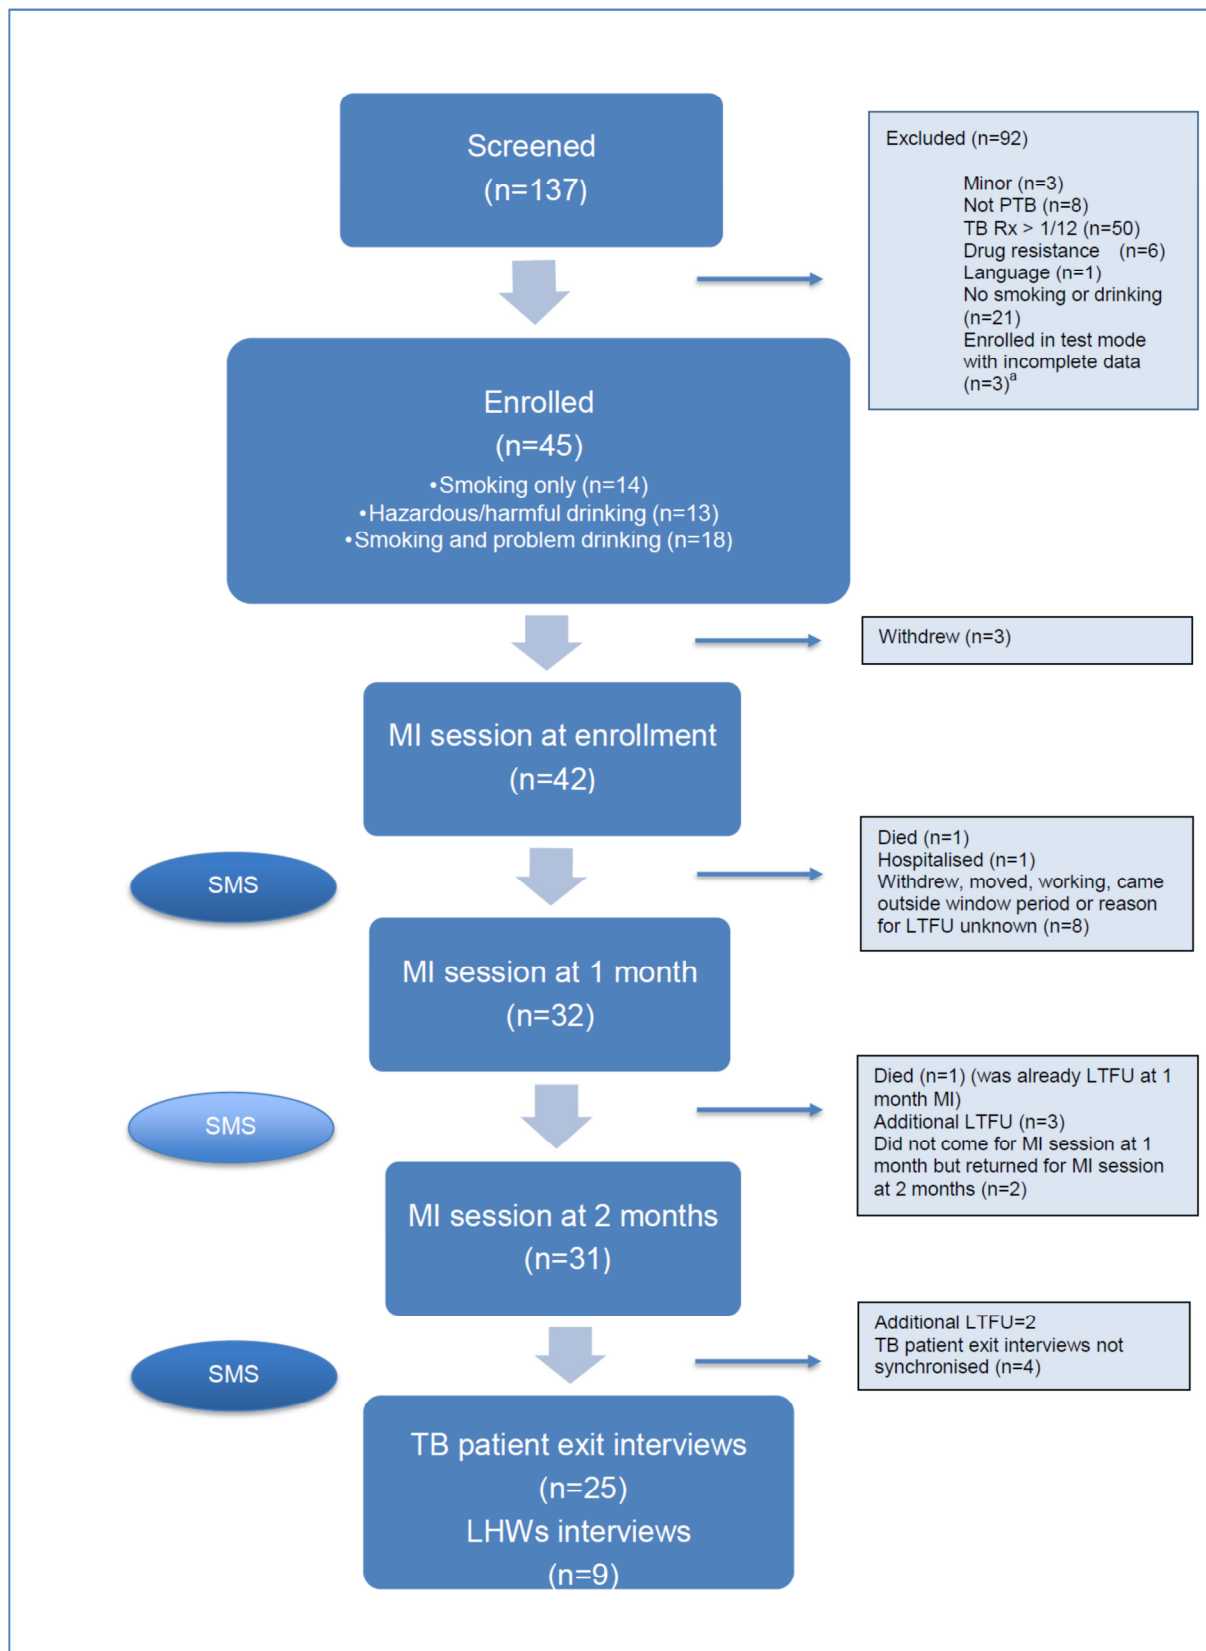 Screened
(n=137)
Excluded (n=92)
Minor (n=3)
Not PTB (n=8)
TB Rx > 1/12 (n=50)
Drug resistance (n=6)
Language (n=1)
No smoking or drinking
(n=21)
Enrolled in test mode
with incomplete data
(n=3)a
Enrolled
(n=45)
•Smoking only (n=14)
•Hazardous/harmful drinking (n=13)
•Smoking and problem drinking (n=18)
Withdrew (n=3)
MI session at enrollment
(n=42)
SMS
Died (n=1)
Hospitalised (n=1)
Withdrew, moved, working, came
outside window period or reason
for LTFU unknown (n=8)
MI session at 1 month
(n=32)
SMS
Died (n=1) (was already LTFU at 1
month MI)
Additional LTFU (n=3)
Did not come for MI session at 1
month but returned for MI session
at 2 months (n=2)
MI session at 2 months
(n=31)
SMS
Additional LTFU=2
TB patient exit interviews not
synchronised (n=4)
TB patient exit interviews
(n=25)
LHWs interviews
(n=9)